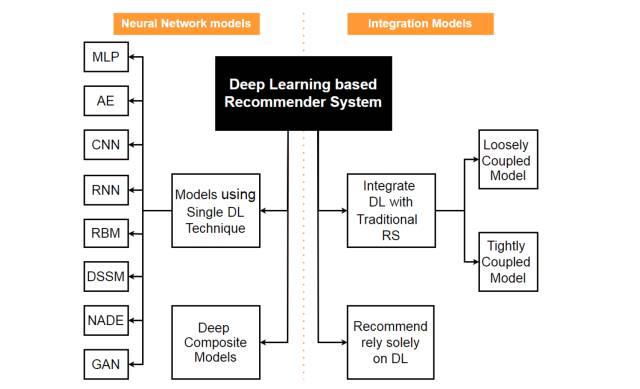 Neural Network models
Integration Models
Deep Learning based
Recommender System
MLP
AE
CNN
RNN
RBM
DSSM
NADE
GAN
Models using
Single DL
Technique
Deep
Composite
Models
Integrate
DL with
Traditional
RS
Recommend
rely solely
on DL
Loosely
Coupled
Model
Tightly
Coupled
Model